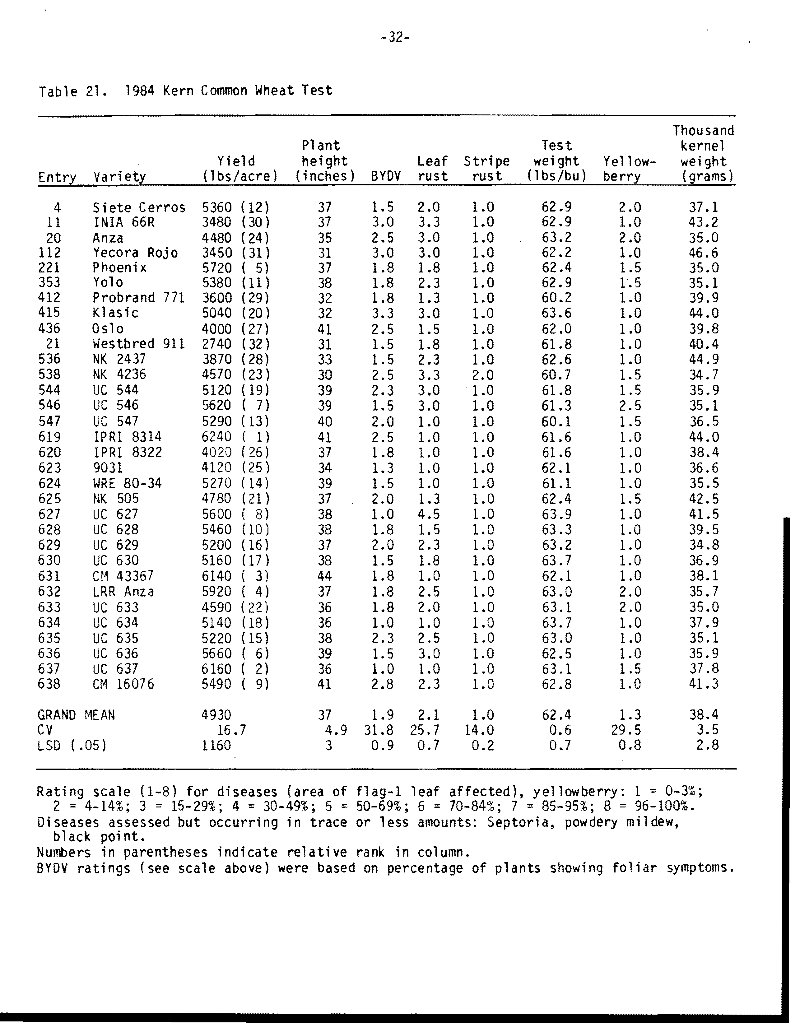 -32-
Table 21. 1984 Kern Common Wheat Test
Thousand
Plant Test kernel
Yield height Leaf Stripe weight Yellow- weight
Entry Variety (lbs/acre) (inches) BYDV rust rust (lbs/bu) berry (grams)
4 Siete Cerros 5360 (12) 37 1.5 2.0 1.0 62.9 2.0 37.1
11 INIA 66R 3480 (30) 37 3.0 3.3 1.0 62.9 1.0 43.2
20 Anza 4480 (24) 35 2.5 3.0 1.0 63.2 2.0 35.0
112 Yecora Rojo 3450 (31) 31 3.0 3.0 1.0 62.2 1.0 46.6
221 Phoenix 5720 ( 5) 37 1.8 1.8 1.0 62.4 1.5 35.0
353 Yolo 5380 (11) 38 1.8 2.3 1.0 62.9 1.5 35.1
412 Probrand 771 3600 (29) 32 1.8 1.3 1.0 60.2 1.0 39.9
415 Klasic 5040 (20) 32 3.3 3.0 1.0 63.6 1.0 44.0
436 Oslo 4000 (27) 41 2.5 1.5 1.0 62.0 1.0 39.8
21 Westbred 911 2740 (32) 31 1.5 1.8 1.0 61.8 1.0 40.4
536 NK 2437 3870 (28) 33 1.5 2.3 1.0 62.6 1.0 44.9
538 NK 4236 4570 (23) 30 2.5 3.3 2.0 60.7 1.5 34.7
544 UC 544 5120 (19) 39 2.3 3.0 1.0 61.8 1.5 35.9
546 UC 546 5620 ( 7) 39 1.5 3.0 1.0 61.3 2.5 35.1
547 UC 547 5290 (13) 40 2.0 1.0 1.0 60.1 1.5 36.5
619 IPRI 8314 6240 ( 1) 41 2.5 1.0 1.0 61.6 1.0 44.0
620 IPRI 8322 4020 (26) 37 1.8 1.0 1.0 61.6 1.0 38.4
623 9031 4120 (25) 34 1.3 1.0 1.0 62.1 1.0 36.6
624 WRE 80-34 5270 (14) 39 1.5 1.0 1.0 61.1 1.0 35.5
625 NK 505 4780 (21) 37 2.0 1.3 1.0 62.4 1.5 42.5
627 UC 627 5600 ( 8) 38 1.0 4.5 1.0 63.9 1.0 41.5
628 UC 628 5460 (10) 38 1.8 1.5 1.0 63.3 1.0 39.5
629 UC 629 5200 (16) 37 2.0 2.3 1.0 63.2 1.0 34.8
630 UC 630 5160 (17) 38 1.5 1.8 1.0 63.7 1.0 36.9
631 CM 43367 6140 ( 3) 44 1.8 1.0 1.0 62.1 1.0 38.1
632 LRR Anza 5920 ( 4) 37 1.8 2.5 1.0 63.0 2.0 35.7
633 UC 633 4590 (22) 36 1.8 2.0 1.0 63.1 2.0 35.0
634 UC 634 5140 (18) 36 1.0 1.0 1.0 63.7 1.0 37.9
635 UC 635 5220 (15) 38 2.3 2.5 1.0 63.0 1.0 35.1
636 UC 636 5660 ( 6) 39 1.5 3.0 1.0 62.5 1.0 35.9
637 UC 637 6160 ( 2) 36 1.0 1.0 1.0 63.1 1.5 37.8
638 CM 16076 5490 ( 9) 41 2.8 2.3 1.0 62.8 1.0 41.3
GRAND MEAN 4930 37 1.9 2.1 1.0 62.4 1.3 38.4
CV 16.7 4.9 31.8 25.7 14.0 0.6 29.5 3.5
LSD (.05) 1160 3 0.9 0.7 0.2 0.7 0.8 2.8
Rating scale (1-8) for diseases (area of flag-1 leaf affected), yellowberry: 1 = 0-3%;
2 = 4-14%; 3 = 15-29%; 4 = 30-49%; 5 = 50-69%; 6 = 70-84%; 7 = 85-95%; 8 = 96-100%.
Diseases assessed but occurring in trace or less amounts: Septoria, powdery mildew,
black point.
Numbers in parentheses indicate relative rank in column.
BYDV ratings (see scale above) were based on percentage of plants showing foliar symptoms.